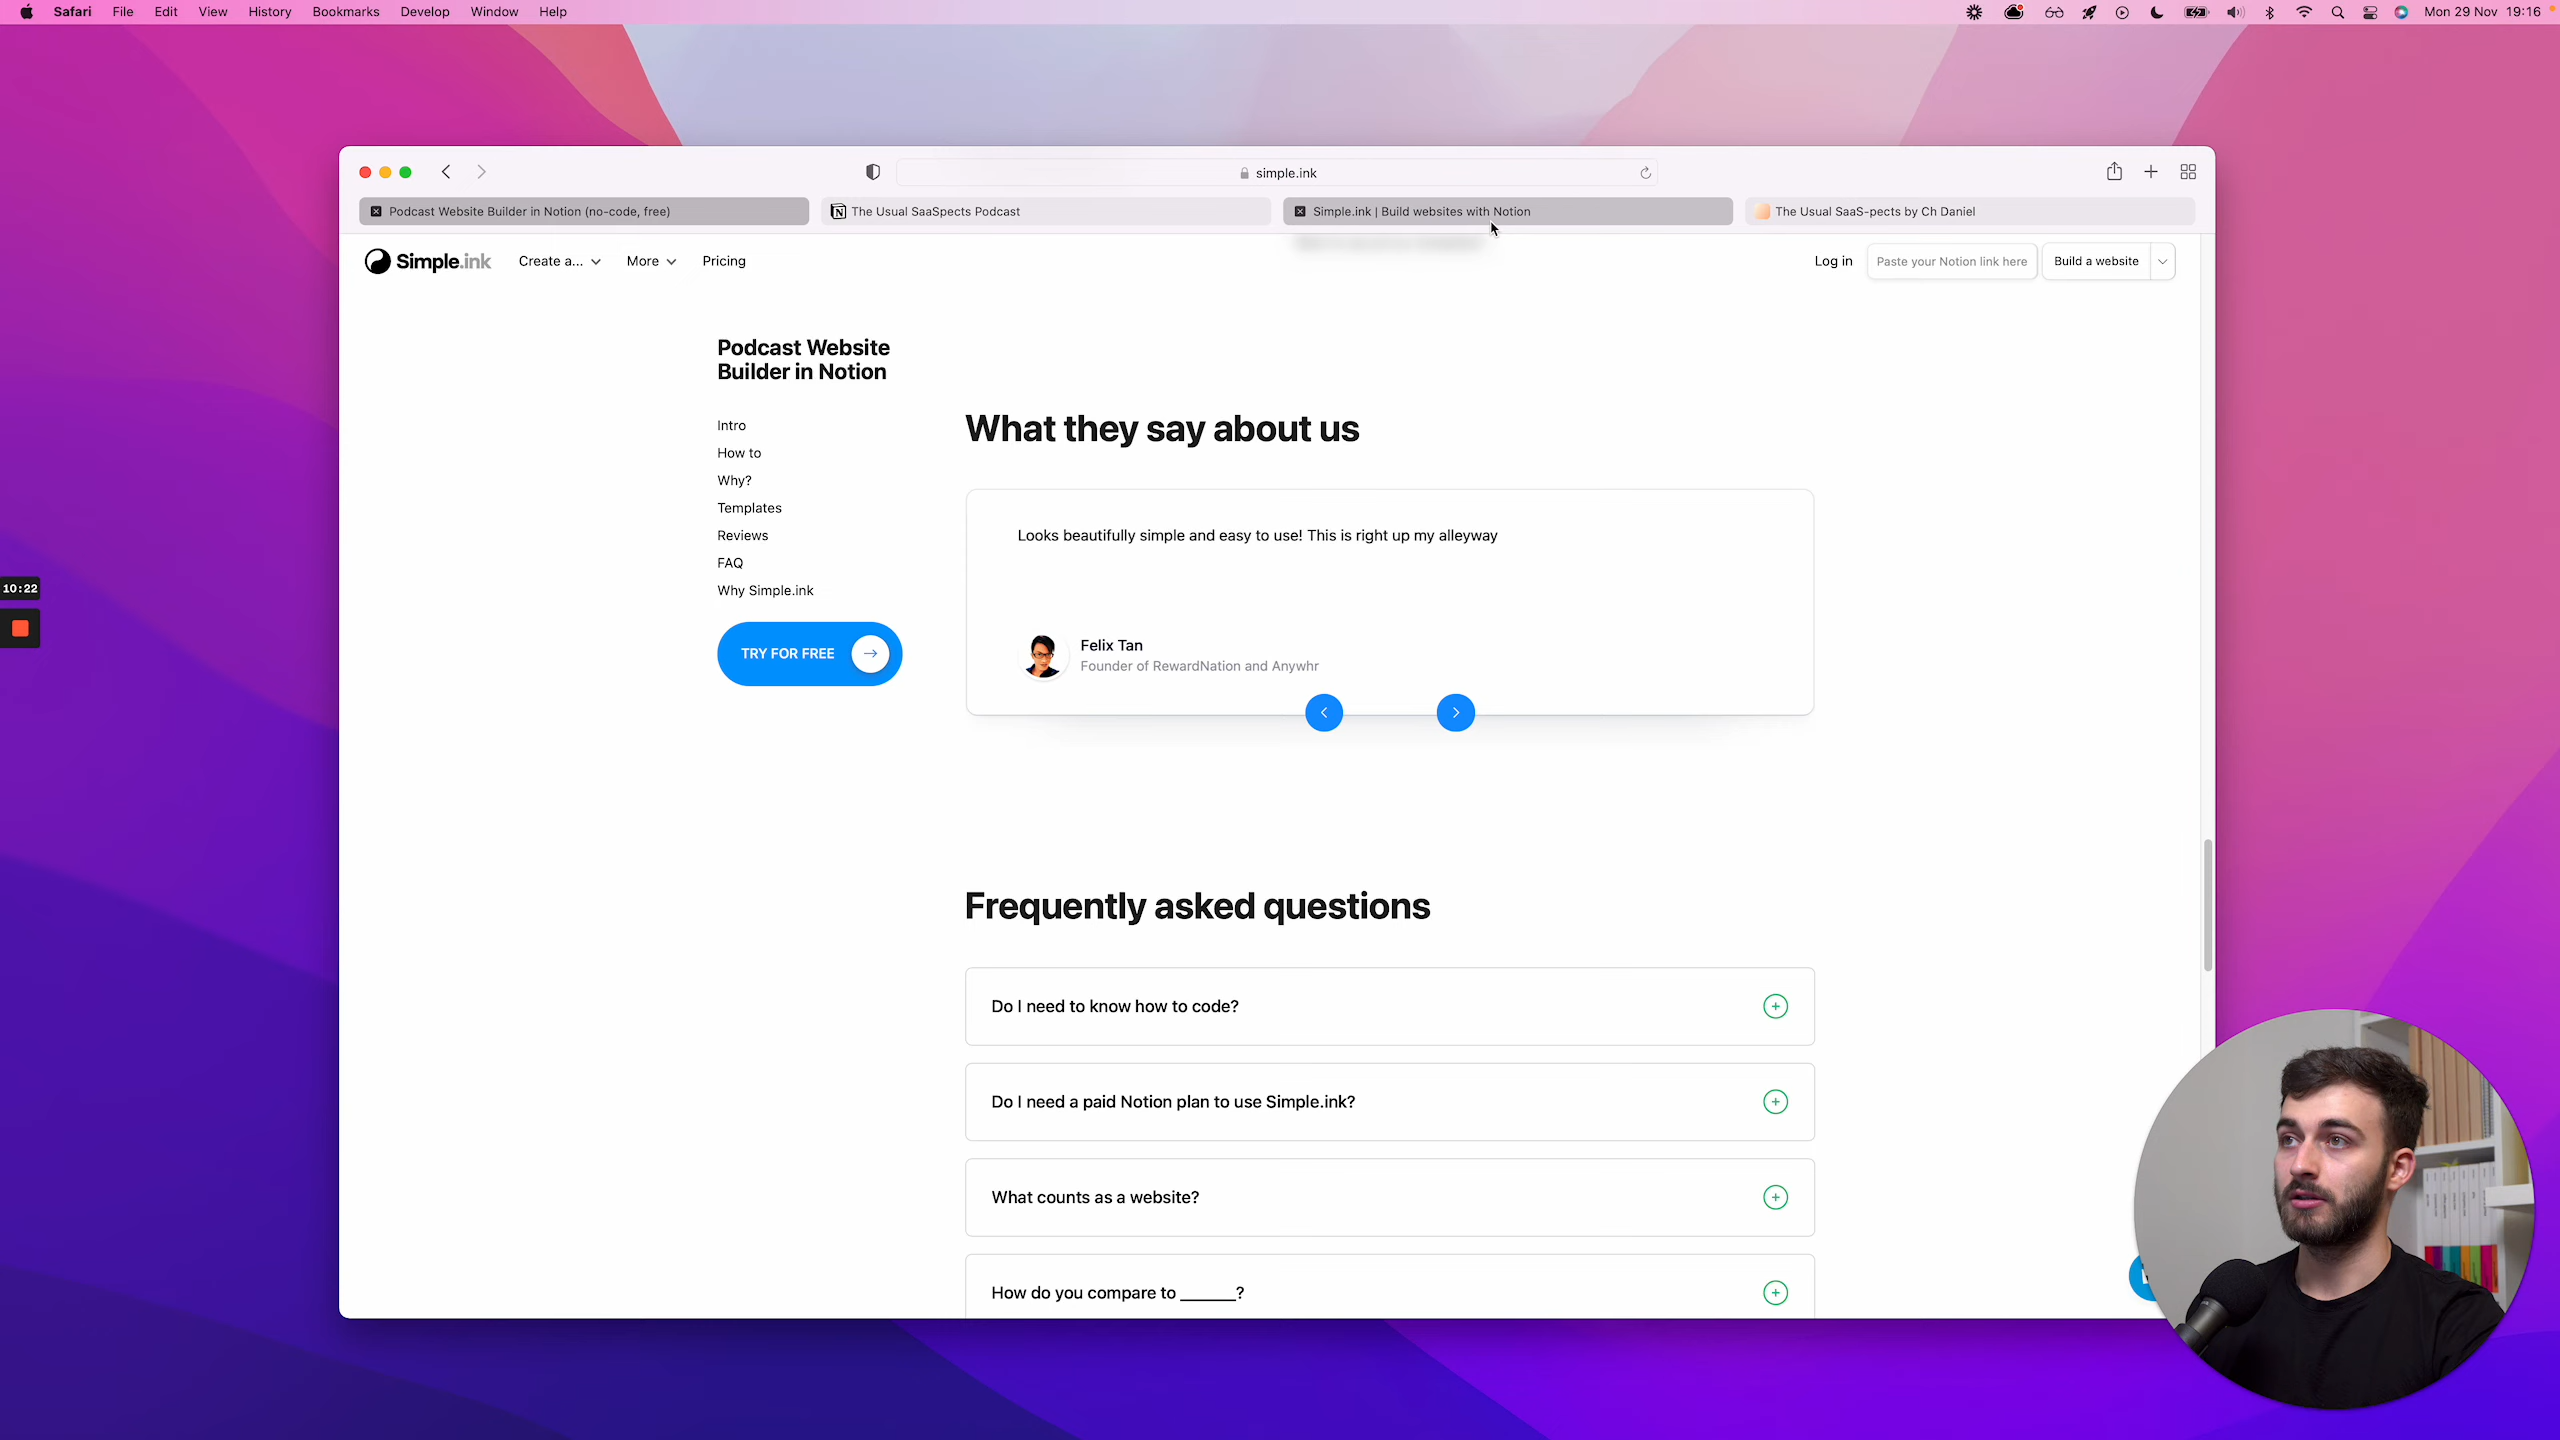 Safari File Edit View History Bookmarks Develop Window Help
Mon 29 Nov 19:16
simple.ink
Podcast Website Builder in Notion (no-code, free)
The Usual SaaSpects Podcast
Simple.ink | Build websites with Notion
The Usual SaaS-pects by Ch Daniel
Simple.ink
Create a...
More
Pricing
Log in
Paste your Notion link here
Build a website
Podcast Website
Builder in Notion
Intro
How to
Why?
Templates
Reviews
FAQ
Why Simple.ink
TRY FOR FREE
10:22
What they say about us
Looks beautifully simple and easy to use! This is right up my alleyway
Felix Tan
Founder of RewardNation and Anywhr
Frequently asked questions
Do I need to know how to code?
Do I need a paid Notion plan to use Simple.ink?
What counts as a website?
How do you compare to _______?